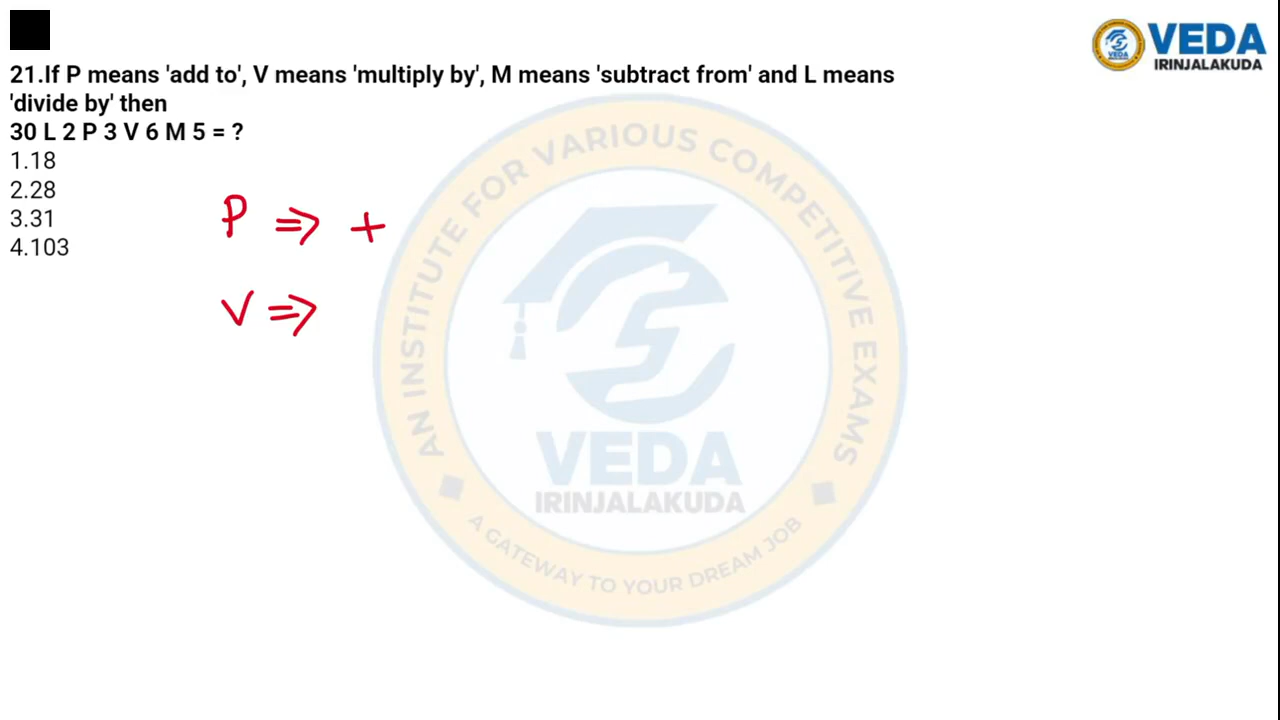 VEDA
IRINJALAKUDA
21.If P means 'add to', V means 'multiply by', M means 'subtract from' and L means
'divide by' then
30 L 2 P 3 V 6 M 5 = ?
1.18
2.28
3.31
4.103
P ⇒ +
V ⇒
AN INSTITUTE FOR VARIOUS COMPETITIVE EXAMS
VEDA
IRINJALAKUDA
A GATEWAY TO YOUR DREAM JOB